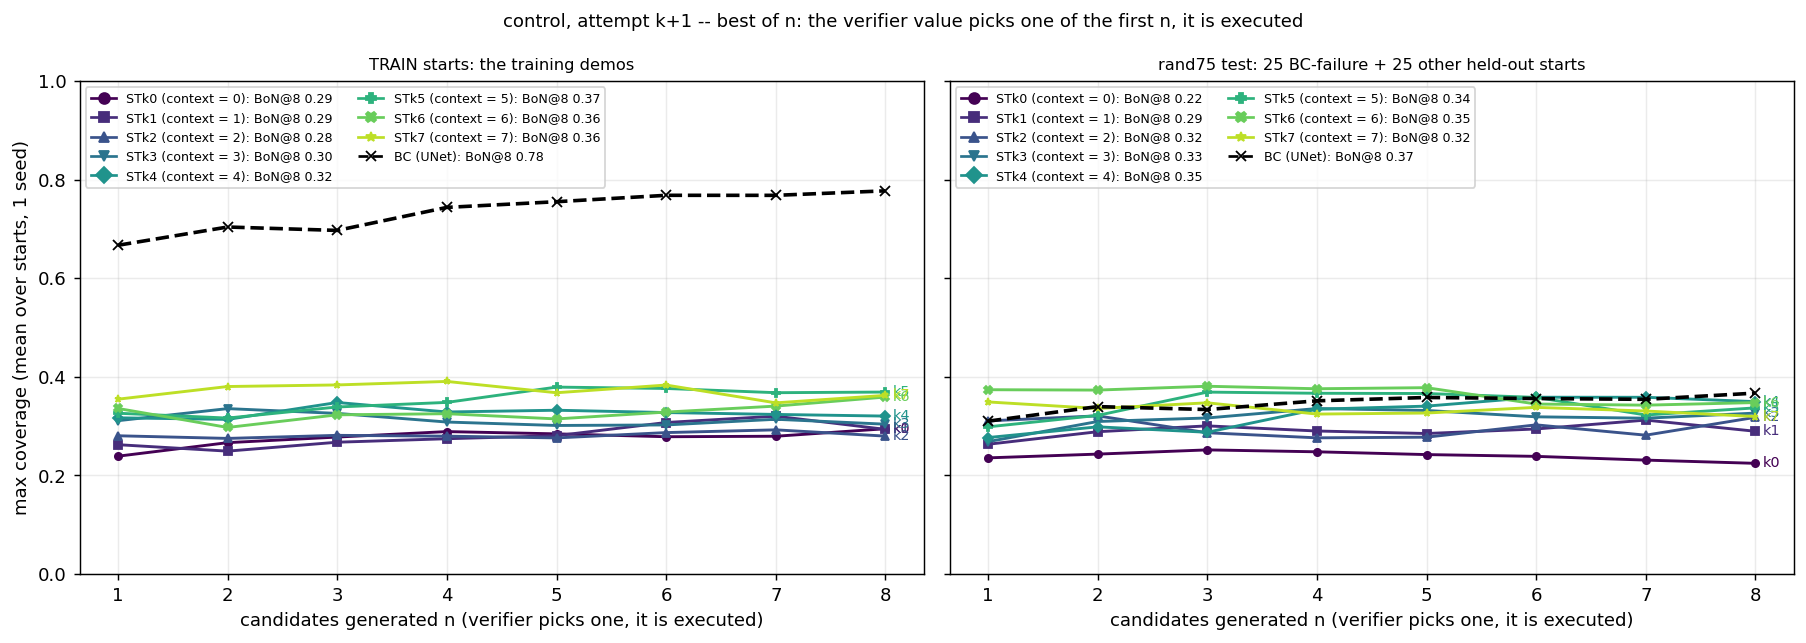 control, attempt k+1 -- best of n: the verifier value picks one of the first n, it is executed
TRAIN starts: the training demos
max coverage (mean over starts, 1 seed)
1.0
0.8
0.6
0.4
0.2
0.0
STk0 (context = 0): BoN@8 0.29
STk1 (context = 1): BoN@8 0.29
STk2 (context = 2): BoN@8 0.28
STk3 (context = 3): BoN@8 0.30
STk4 (context = 4): BoN@8 0.32
STk5 (context = 5): BoN@8 0.37
STk6 (context = 6): BoN@8 0.36
STk7 (context = 7): BoN@8 0.36
BC (UNet): BoN@8 0.78
k5
k4
k2
1 2 3 4 5 6 7 8
candidates generated n (verifier picks one, it is executed)
rand75 test: 25 BC-failure + 25 other held-out starts
STk0 (context = 0): BoN@8 0.22
STk1 (context = 1): BoN@8 0.29
STk2 (context = 2): BoN@8 0.32
STk3 (context = 3): BoN@8 0.33
STk4 (context = 4): BoN@8 0.35
STk5 (context = 5): BoN@8 0.34
STk6 (context = 6): BoN@8 0.35
STk7 (context = 7): BoN@8 0.32
BC (UNet): BoN@8 0.37
k1
k0
1 2 3 4 5 6 7 8
candidates generated n (verifier picks one, it is executed)